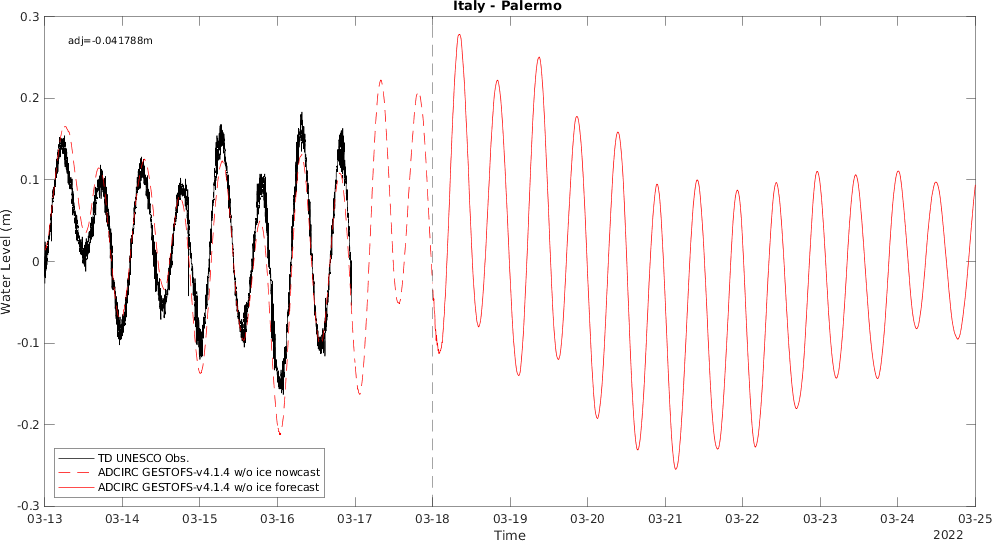 Italy - Palermo
adj=-0.041788m
0.3
0.2
0.1
0
-0.1
-0.2
-0.3
Water Level (m)
TD UNESCO Obs.
ADCIRC GESTOFS-v4.1.4 w/o ice nowcast
ADCIRC GESTOFS-v4.1.4 w/o ice forecast
03-13 03-14 03-15 03-16 03-17 03-18 03-19 03-20 03-21 03-22 03-23 03-24 03-25
Time
2022